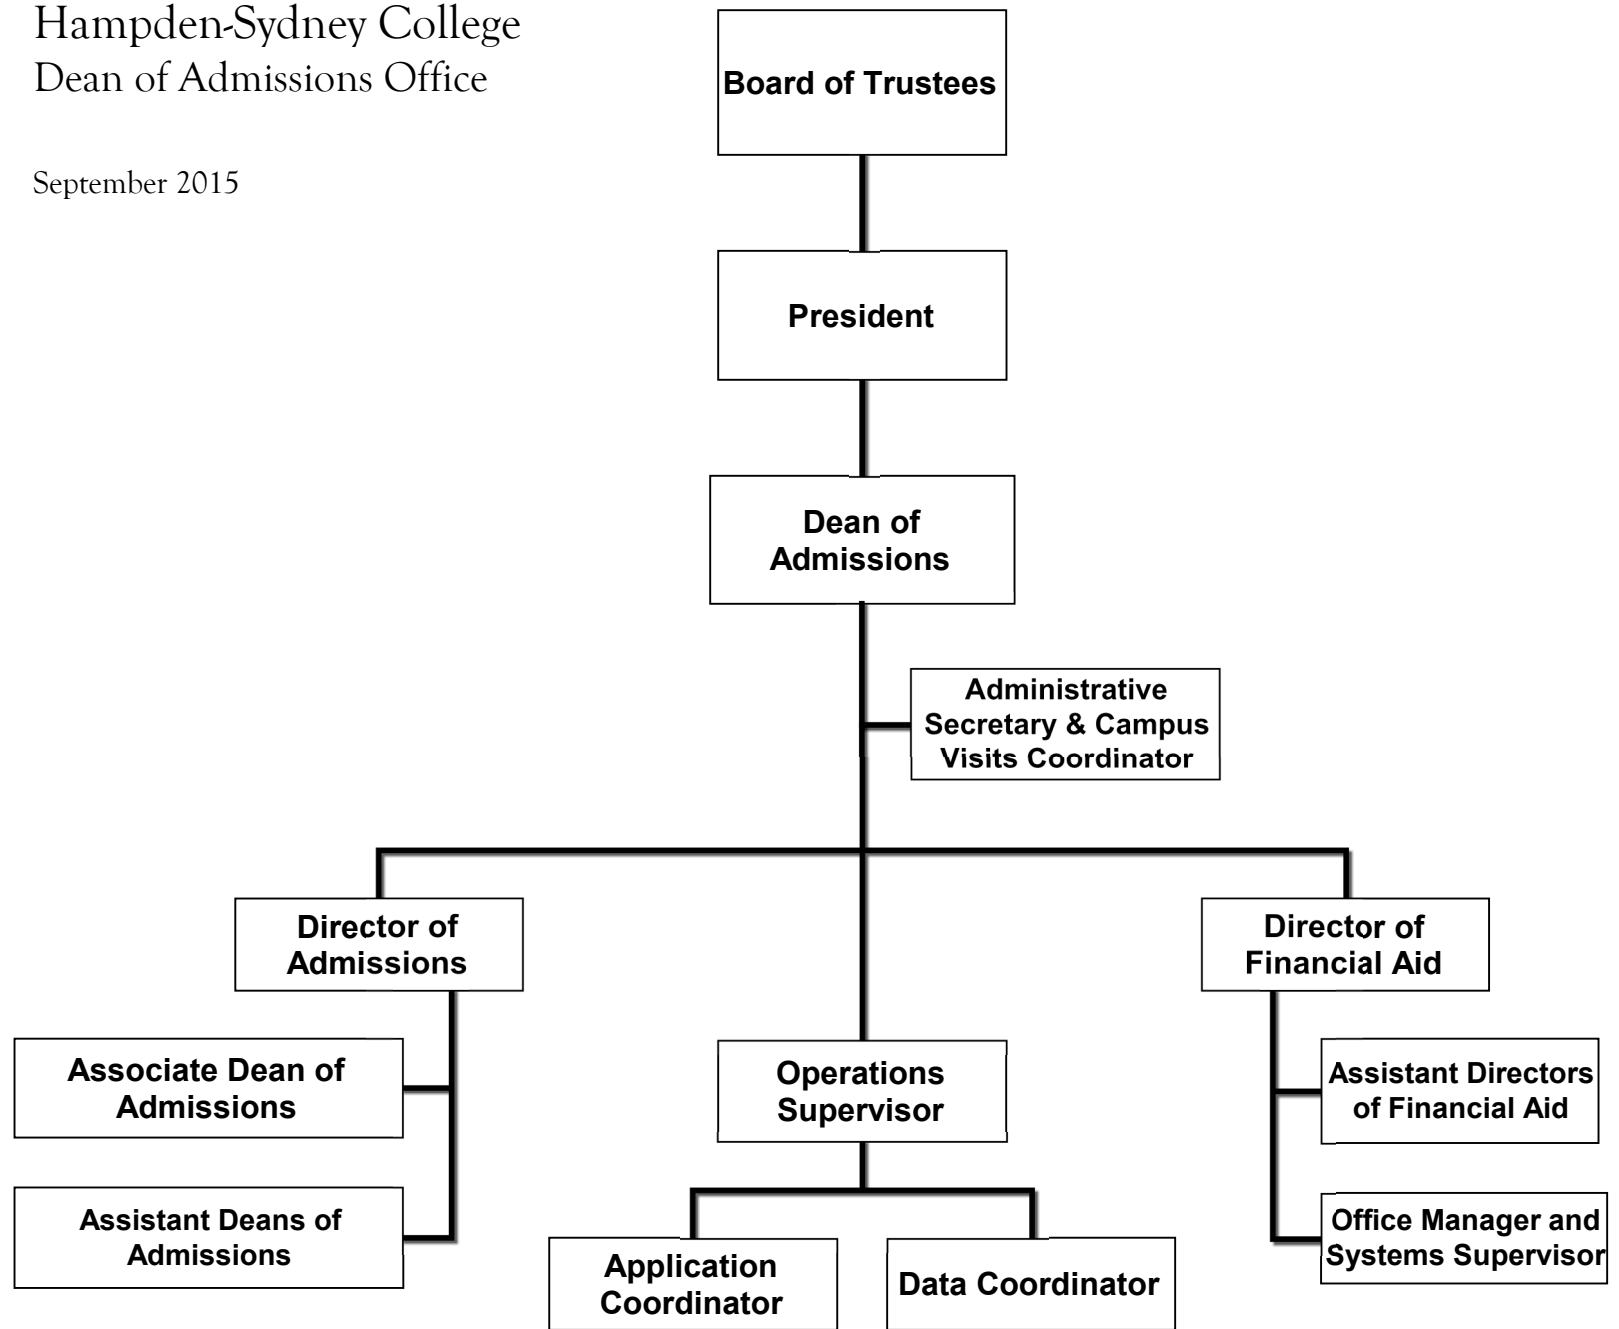 Hampden-Sydney College
Dean of Admissions Office
September 2015
Board of Trustees
President
Dean of
Admissions
Administrative
Secretary & Campus
Visits Coordinator
Director of
Admissions
Director of
Financial Aid
Associate Dean of
Admissions
Operations
Supervisor
Assistant Directors
of Financial Aid
Assistant Deans of
Admissions
Office Manager and
Systems Supervisor
Application
Coordinator
Data Coordinator